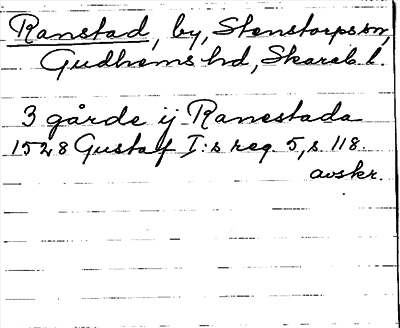 Ranstad, by, Stenstorps sn,
Gudhems hd, Skarab. l.
3 gårde ij Ranestada
1528 Gustaf I:s reg. 5, s. 118.
avskr.